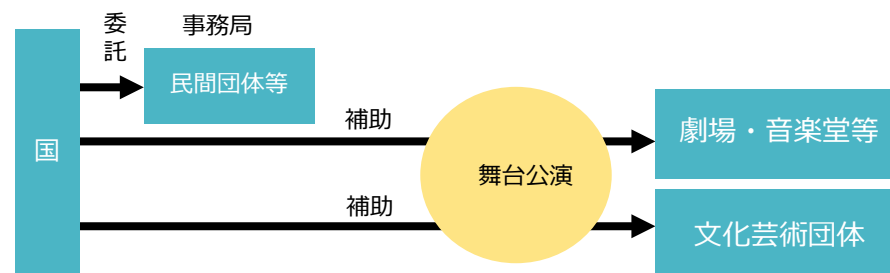 委託
事務局
民間団体等
国
補助
劇場・音楽堂等
舞台公演
補助
文化芸術団体